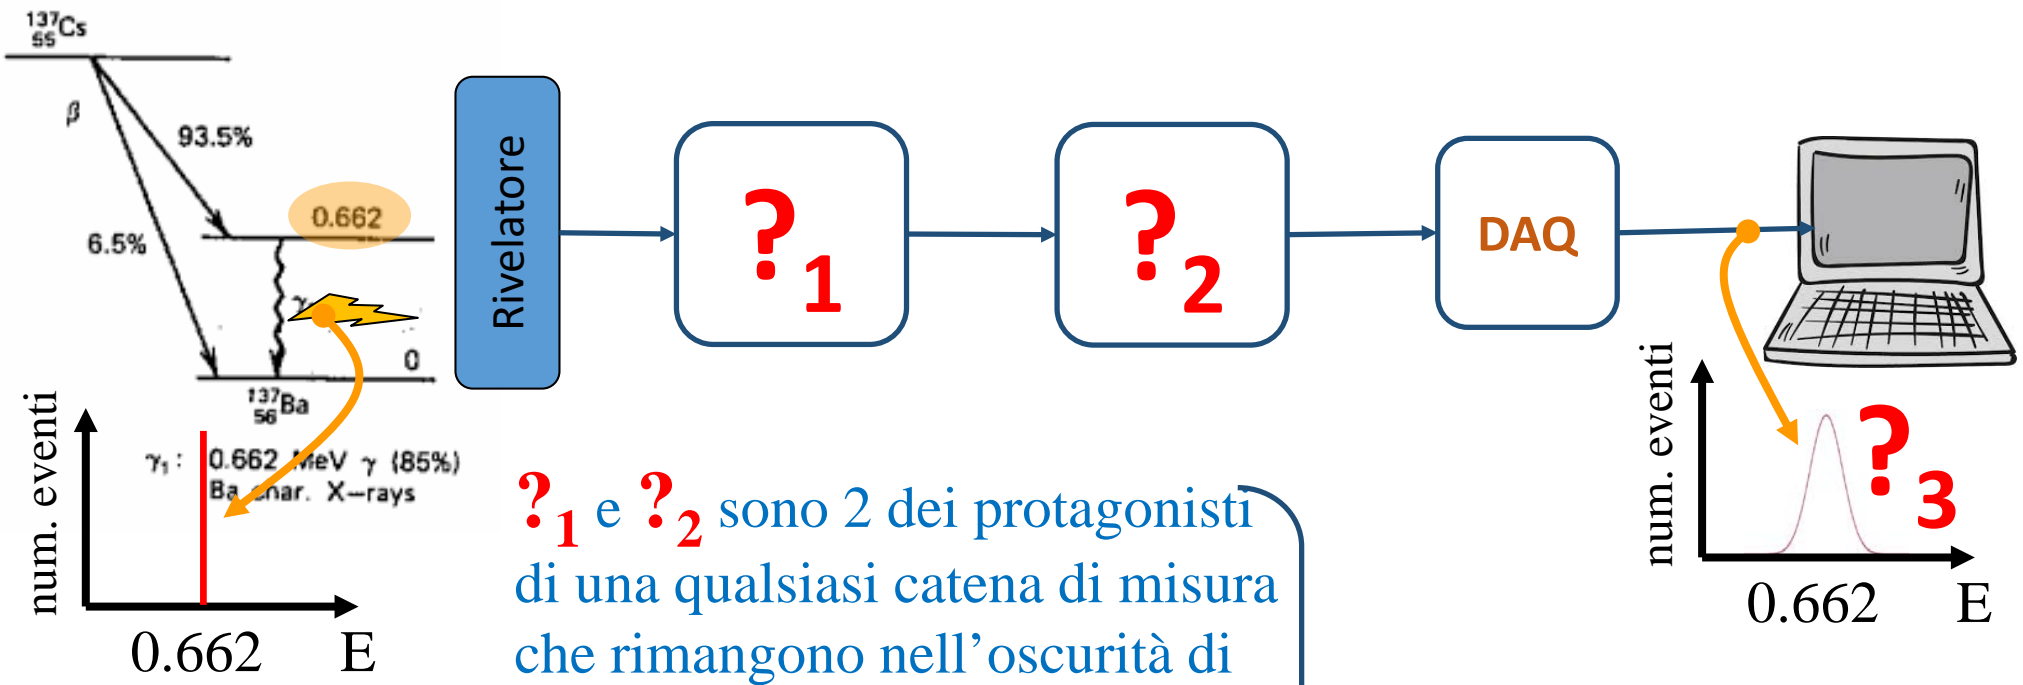 137
55Cs
β
93.5%
0.662
6.5%
γ
0
137
56Ba
γ₁: 0.662 MeV γ (85%)
Ba char. X-rays
num. eventi
0.662 E
Rivelatore
?1
?2
DAQ
num. eventi
?3
0.662 E
?1 e ?2 sono 2 dei protagonisti
di una qualsiasi catena di misura
che rimangono nell’oscurità di